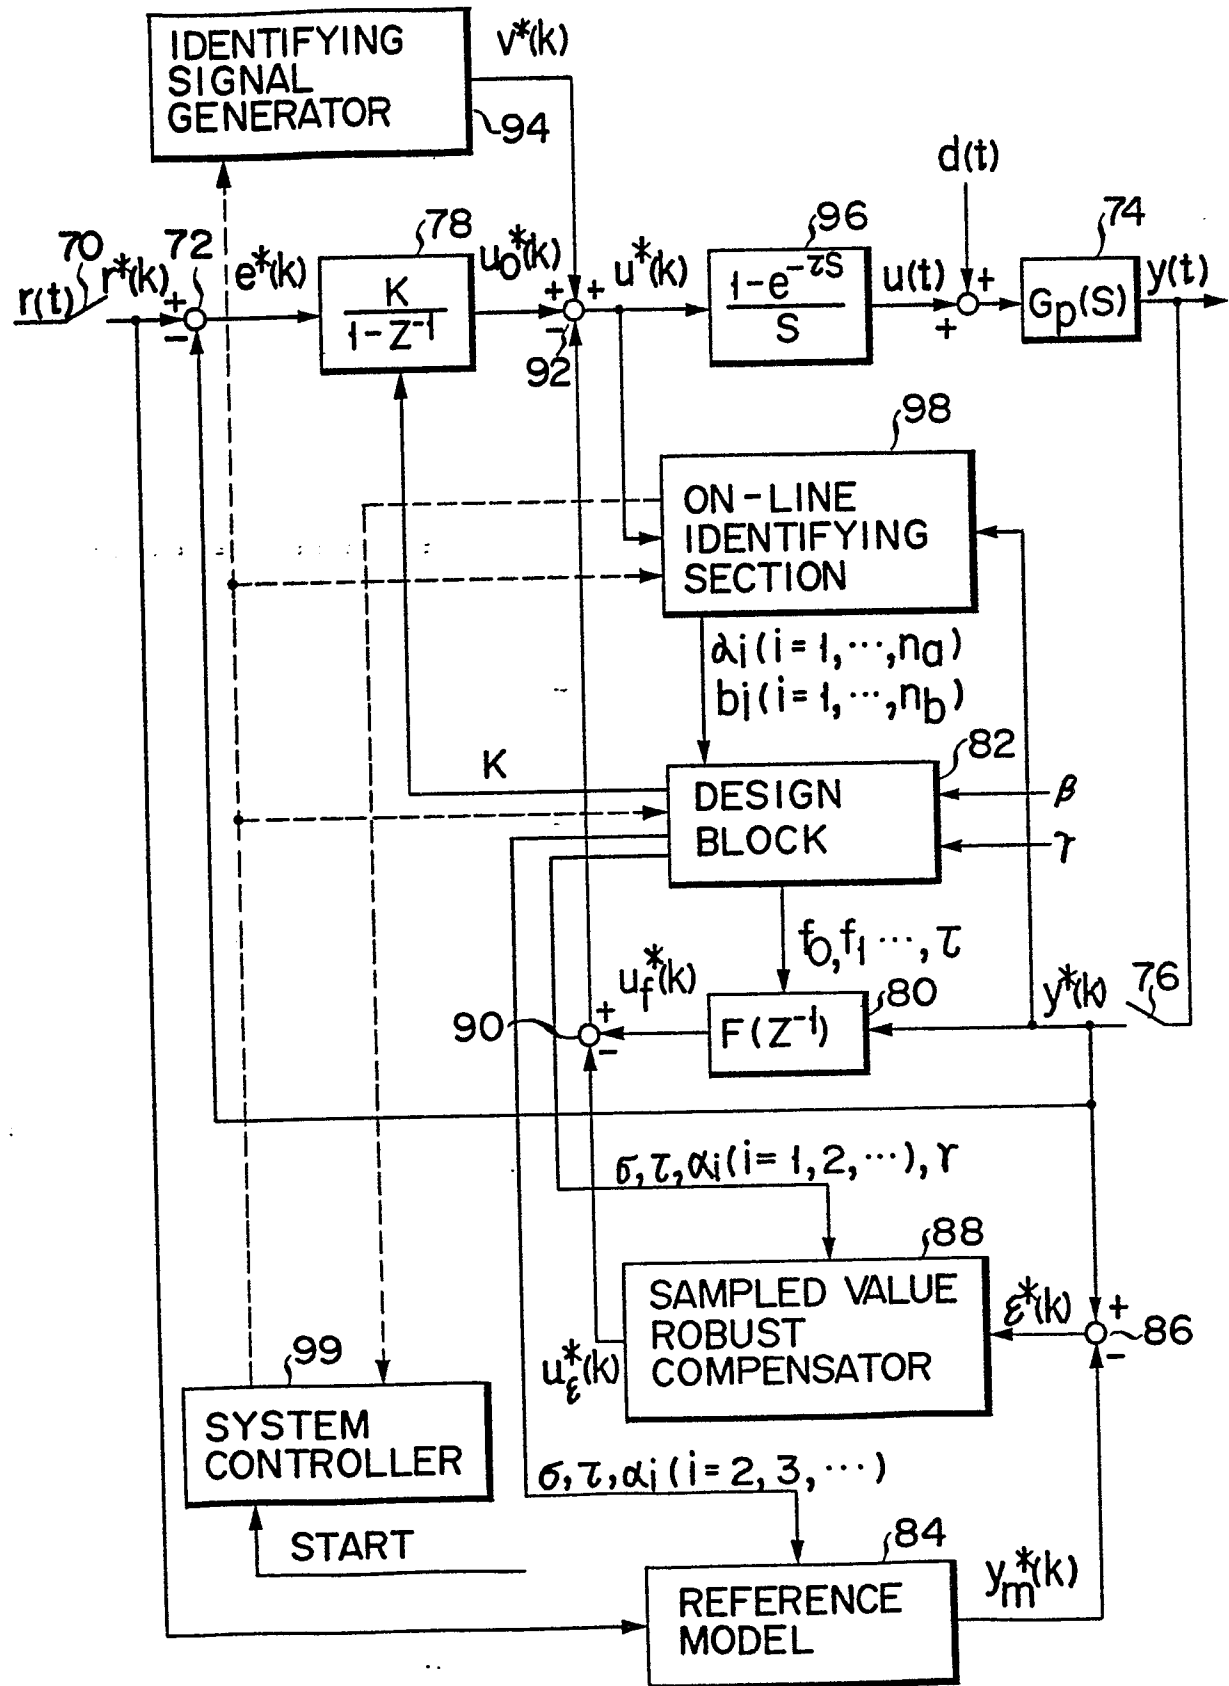 IDENTIFYING
SIGNAL
GENERATOR
v*(k)
94
d(t)
70
r(t)
r*(k)
+
−
72
e*(k)
78
K
1−Z⁻¹
u₀*(k)
+
+
−
92
u*(k)
96
1−e^−τS
S
u(t)
+
+
74
Gp(S)
y(t)
98
ON-LINE
IDENTIFYING
SECTION
αi(i=1,···,na)
bi(i=1,···,nb)
K
82
DESIGN
BLOCK
β
γ
f0,f1···,τ
uf*(k)
80
F(Z⁻¹)
y*(k)
76
90
+
−
σ,τ,αi(i=1,2,···),γ
88
SAMPLED VALUE
ROBUST
COMPENSATOR
ε*(k)
+
−
86
uε*(k)
99
SYSTEM
CONTROLLER
σ,τ,αi(i=2,3,···)
START
84
REFERENCE
MODEL
ym*(k)